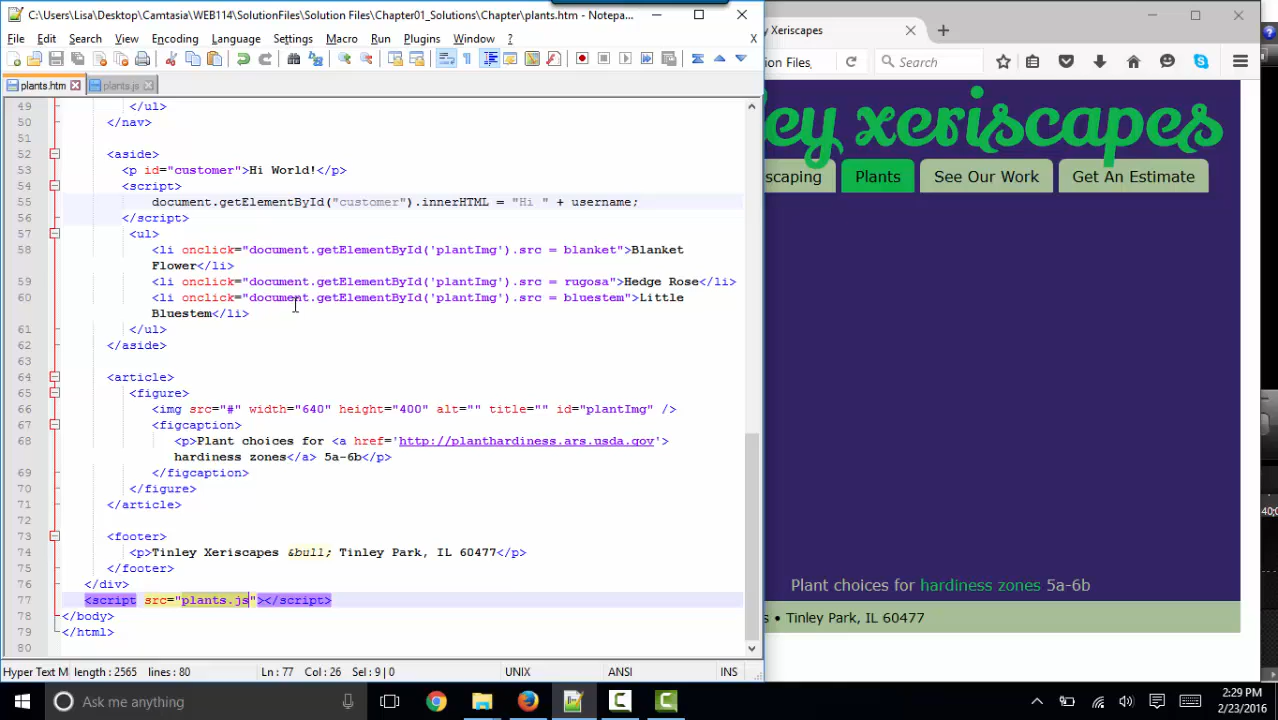 C:\Users\Lisa\Desktop\Camtasia\WEB114\SolutionFiles\Solution Files\Chapter01_Solutions\Chapter\plants.htm - Notepa...
File Edit Search View Encoding Language Settings Macro Run Plugins Window ? X
plants.htm plants.js
49 </ul>
50 </nav>
51
52 <aside>
53 <p id="customer">Hi World!</p>
54 <script>
55 document.getElementById("customer").innerHTML = "Hi " + username;
56 </script>
57 <ul>
58 <li onclick="document.getElementById('plantImg').src = blanket">Blanket
Flower</li>
59 <li onclick="document.getElementById('plantImg').src = rugosa">Hedge Rose</li>
60 <li onclick="document.getElementById('plantImg').src = bluestem">Little
Bluestem</li>
61 </ul>
62 </aside>
63
64 <article>
65 <figure>
66 <img src="#" width="640" height="400" alt="" title="" id="plantImg" />
67 <figcaption>
68 <p>Plant choices for <a href='http://planthardiness.ars.usda.gov'>
hardiness zones</a> 5a-6b</p>
69 </figcaption>
70 </figure>
71 </article>
72
73 <footer>
74 <p>Tinley Xeriscapes &bull; Tinley Park, IL 60477</p>
75 </footer>
76 </div>
77 <script src="plants.js"></script>
78 </body>
79 </html>
80
Hyper Text M length : 2565 lines : 80 Ln : 77 Col : 26 Sel : 9 | 0 UNIX ANSI INS
Xeriscapes
ion Files, Search
ley xeriscapes
scaping Plants See Our Work Get An Estimate
Plant choices for hardiness zones 5a-6b
s • Tinley Park, IL 60477
Ask me anything
2:29 PM
2/23/2016